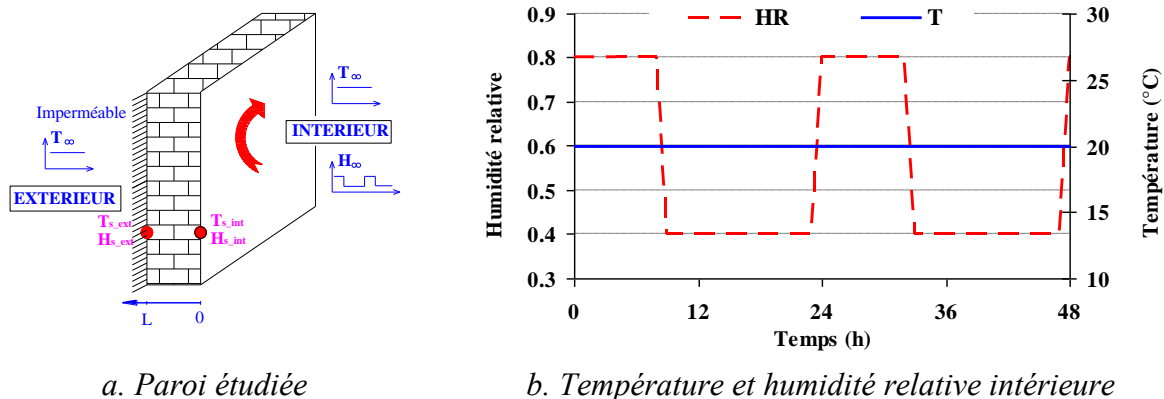 Imperméable
T∞
EXTERIEUR
Ts_ext
Hs_ext
T∞
INTERIEUR
H∞
Ts_int
Hs_int
L
0
a. Paroi étudiée
HR
T
Humidité relative
0.9
0.8
0.7
0.6
0.5
0.4
0.3
0
12
24
36
48
Temps (h)
30
25
20
15
10
Température (°C)
b. Température et humidité relative intérieure